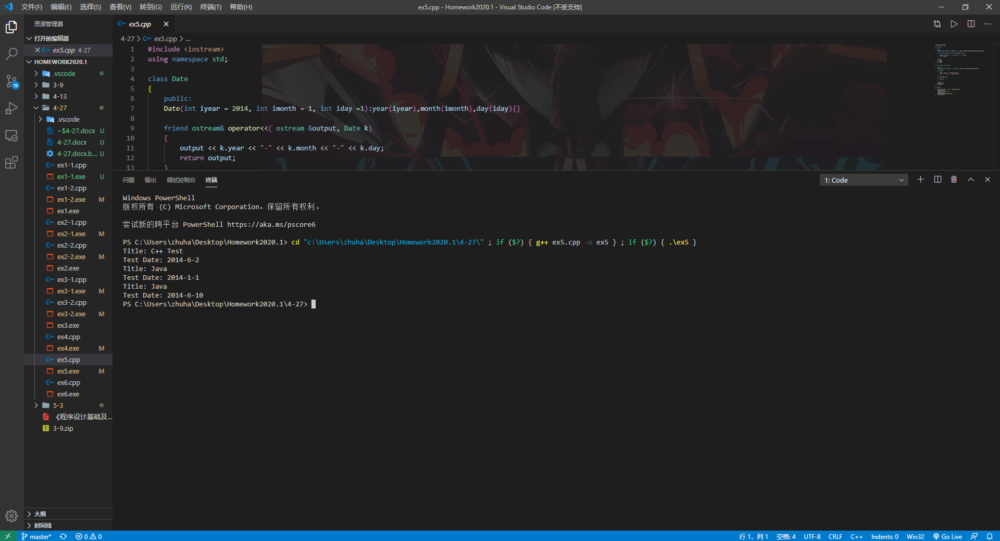 文件(F) 编辑(E) 选择(S) 查看(V) 转到(G) 运行(R) 终端(T) 帮助(H)
ex5.cpp - Homework2020.1 - Visual Studio Code [不受支持]
资源管理器
打开的编辑器
ex5.cpp 4-27
HOMEWORK2020.1
.vscode
3-9
4-13
4-27
.vscode
~$4-27.docx U
4-27.docx U
4-27.docx.b... U
ex1-1.cpp
ex1-1.exe U
ex1-2.cpp
ex1-2.exe M
ex1.exe
ex2-1.cpp
ex2-1.exe M
ex2-2.cpp
ex2-2.exe M
ex2.exe
ex3-1.cpp
ex3-1.exe M
ex3-2.cpp
ex3-2.exe M
ex3.exe
ex4.cpp
ex4.exe M
ex5.cpp
ex5.exe M
ex6.cpp
ex6.exe
5-3
《程序设计基础及...
3-9.zip
大纲
时间线
19
ex5.cpp
4-27 > ex5.cpp > ...
1 #include <iostream>
2 using namespace std;
3
4 class Date
5 {
6 public:
7 Date(int iyear = 2014, int imonth = 1, int iday =1):year(iyear),month(imonth),day(iday){}
8
9 friend ostream& operator<<( ostream &output, Date k)
10 {
11 output << k.year << "-" << k.month << "-" << k.day;
12 return output;
13 }
问题 输出 调试控制台 终端
1: Code
Windows PowerShell
版权所有 (C) Microsoft Corporation。保留所有权利。
尝试新的跨平台 PowerShell https://aka.ms/pscore6
PS C:\Users\zhuha\Desktop\Homework2020.1> cd "c:\Users\zhuha\Desktop\Homework2020.1\4-27\" ; if ($?) { g++ ex5.cpp -o ex5 } ; if ($?) { .\ex5 }
Title: C++ Test
Test Date: 2014-6-2
Title: Java
Test Date: 2014-1-1
Title: Java
Test Date: 2014-6-10
PS C:\Users\zhuha\Desktop\Homework2020.1\4-27>
master* 0 0
行 1，列 1 空格: 4 UTF-8 CRLF C++ Indents: 0 Win32 Go Live